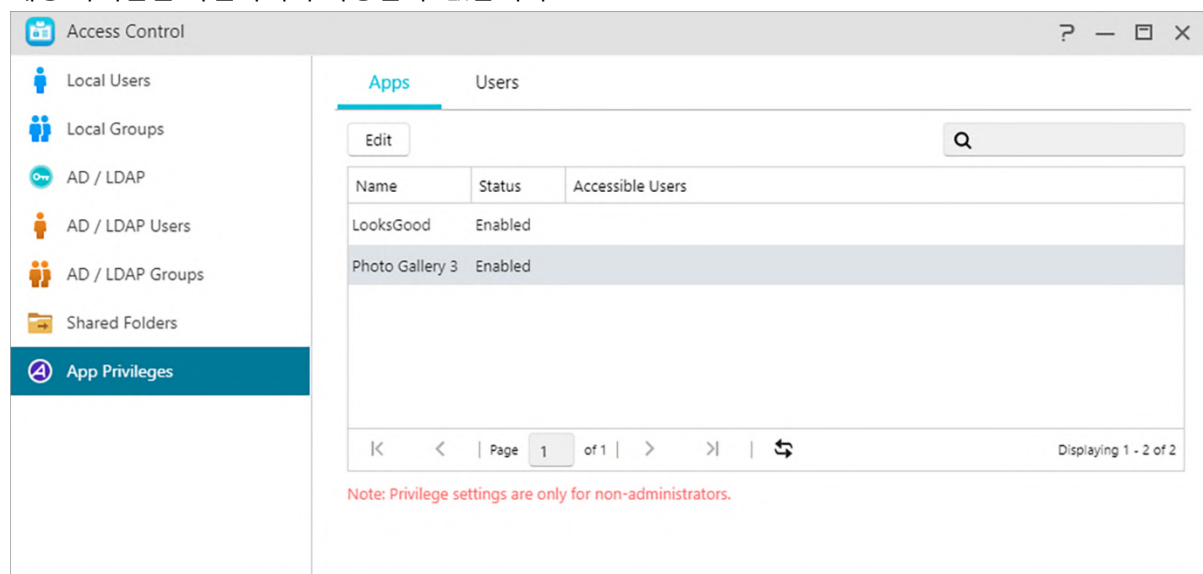 Access Control
Local Users
Local Groups
AD / LDAP
AD / LDAP Users
AD / LDAP Groups
Shared Folders
App Privileges
Apps Users
Edit
Name Status Accessible Users
LooksGood Enabled
Photo Gallery 3 Enabled
Page 1 of 1 Displaying 1 - 2 of 2
Note: Privilege settings are only for non-administrators.